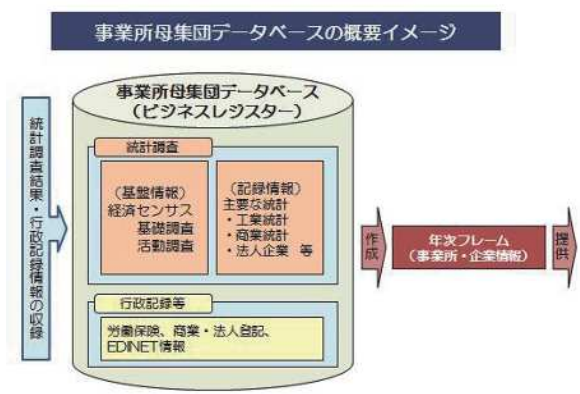 事業所母集団データベースの概要イメージ
統計調査結果・行政記録情報の収録
事業所母集団データベース
(ビジネスレジスター)
統計調査
(基盤情報)
経済センサス
基礎調査
活動調査
(記録情報)
主要な統計
・工業統計
・商業統計
・法人企業 等
行政記録等
労働保険、商業・法人登記、
EDINET情報
作成
年次フレーム
(事業所・企業情報)
提供